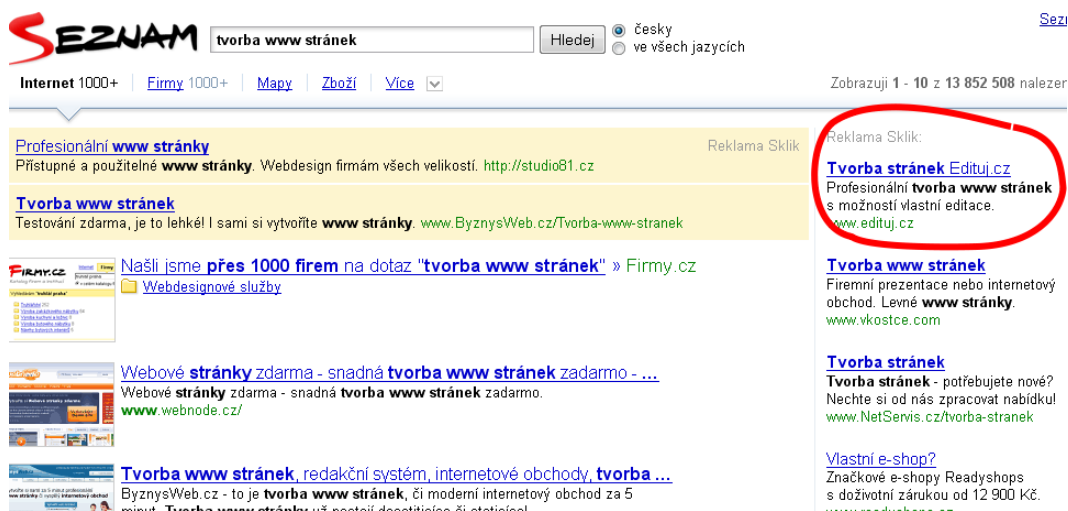 SEZNAM
tvorba www stránek
Hledej
česky
ve všech jazycích
Internet 1000+
Firmy 1000+
Mapy
Zboží
Více
Zobrazuji 1 - 10 z 13 852 508
Profesionální www stránky
Reklama Sklik
Přístupné a použitelné www stránky. Webdesign firmám všech velikostí. http://studio81.cz
Tvorba www stránek
Testování zdarma, je to lehké! I sami si vytvoříte www stránky. www.ByznysWeb.cz/Tvorba-www-stranek
FIRMY.CZ
Našli jsme přes 1000 firem na dotaz "tvorba www stránek" » Firmy.cz
Webdesignové služby
Webové stránky zdarma - snadná tvorba www stránek zadarmo - ...
Webové stránky zdarma - snadná tvorba www stránek zadarmo.
www.webnode.cz/
Tvorba www stránek, redakční systém, internetové obchody, tvorba ...
ByznysWeb.cz - to je tvorba www stránek, či moderní internetový obchod za 5
minut. Tvorba www stránek už
Reklama Sklik:
Tvorba stránek Edituj.cz
Profesionální tvorba www stránek
s možností vlastní editace.
www.edituj.cz
Tvorba www stránek
Firemní prezentace nebo internetový
obchod. Levné www stránky.
www.vkostce.com
Tvorba stránek
Tvorba stránek - potřebujete nové?
Nechte si od nás zpracovat nabídku!
www.NetServis.cz/tvorba-stranek
Vlastní e-shop?
Značkové e-shopy Readyshops
s doživotní zárukou od 12 900 Kč.